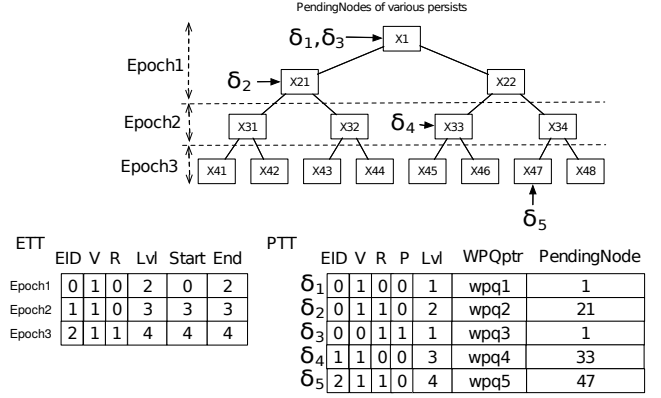 PendingNodes of various persists
δ1,δ3 X1
Epoch1
δ2 X21 X22
Epoch2 X31 X32 δ4 X33 X34
Epoch3 X41 X42 X43 X44 X45 X46 X47 X48
δ5
ETT
EID V R Lvl Start End
Epoch1 0 1 0 2 0 2
Epoch2 1 1 0 3 3 3
Epoch3 2 1 1 4 4 4
PTT
EID V R P Lvl WPQptr PendingNode
δ1 0 1 0 0 1 wpq1 1
δ2 0 1 1 0 2 wpq2 21
δ3 0 0 1 1 1 wpq3 1
δ4 1 1 0 0 3 wpq4 33
δ5 2 1 1 0 4 wpq5 47